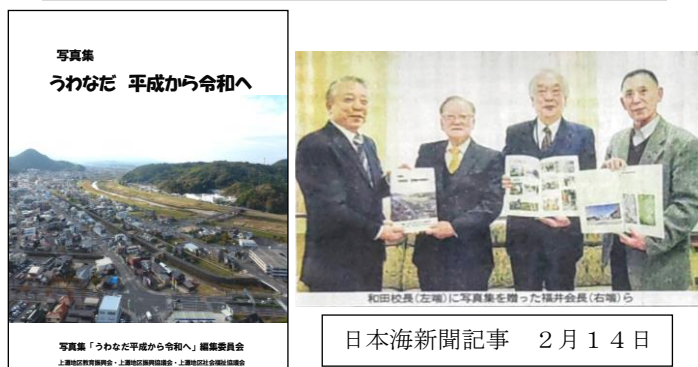 写真集
うわなだ 平成から令和へ
写真集「うわなだ平成から令和へ」編集委員会
上灘地区教育振興会・上灘地区振興協議会・上灘地区社会福祉協議会
和田校長(左端)に写真集を贈った福井会長(右端)ら
日本海新聞記事 2月14日